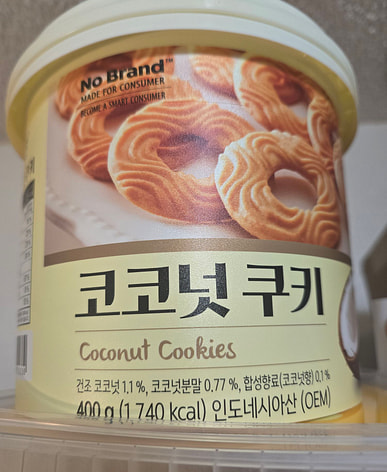 No Brand™
MADE FOR CONSUMER
BECOME A SMART CONSUMER
코코넛 쿠키
Coconut Cookies
건조 코코넛 1.1 %, 코코넛분말 0.77 %, 합성향료(코코넛향) 0.1 %
400 g (1,740 kcal) 인도네시아산 (OEM)